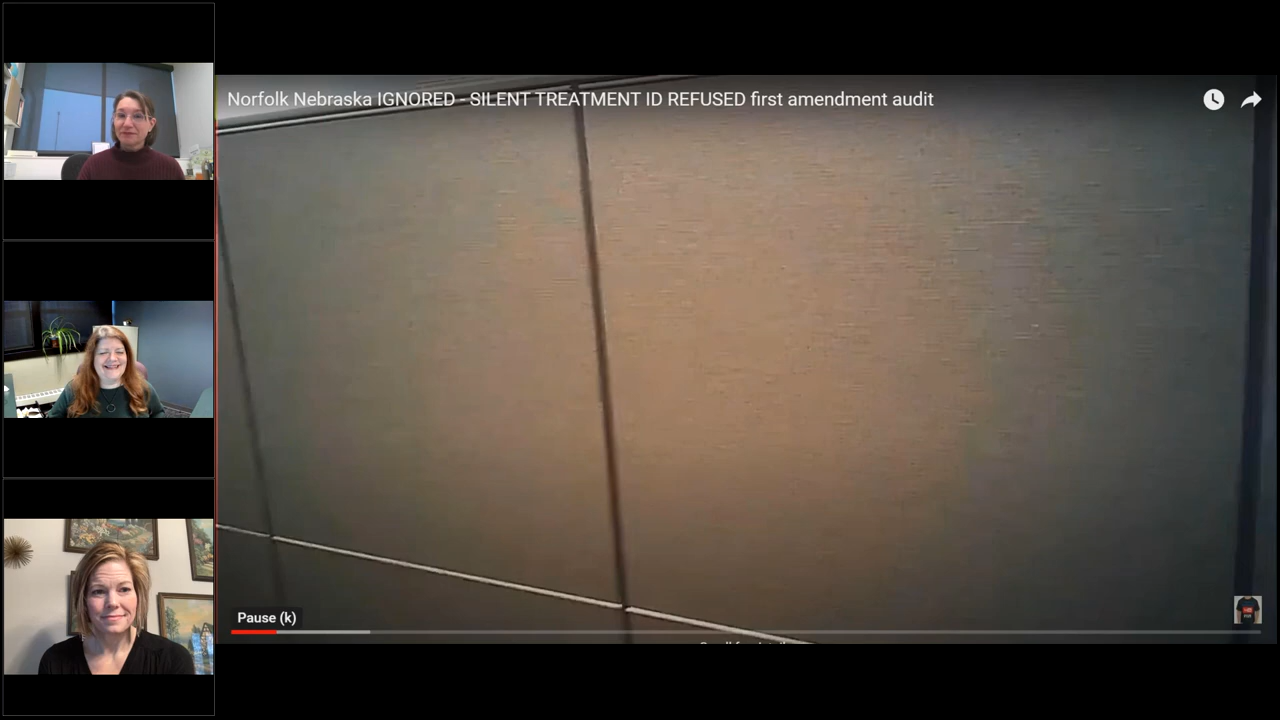 Norfolk Nebraska IGNORED - SILENT TREATMENT ID REFUSED first amendment audit
Pause (k)